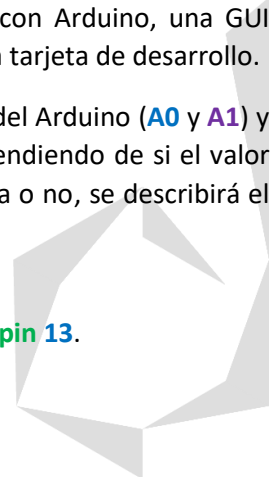 con Arduino, una GUI
tarjeta de desarrollo.
del Arduino (A0 y A1) y
endiendo de si el valor
a o no, se describirá el
pin 13.